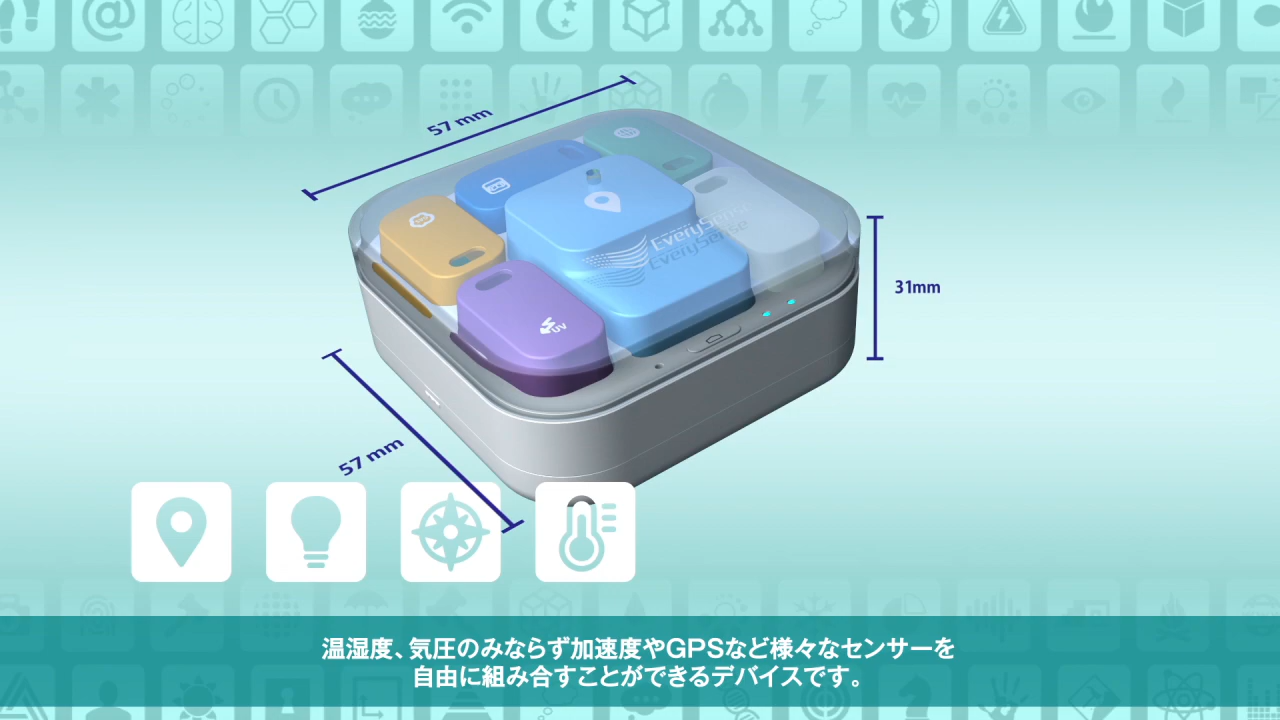 57 mm
EverySense
EverySense
UV
31mm
57 mm
温湿度、気圧のみならず加速度やGPSなど様々なセンサーを
自由に組み合すことができるデバイスです。